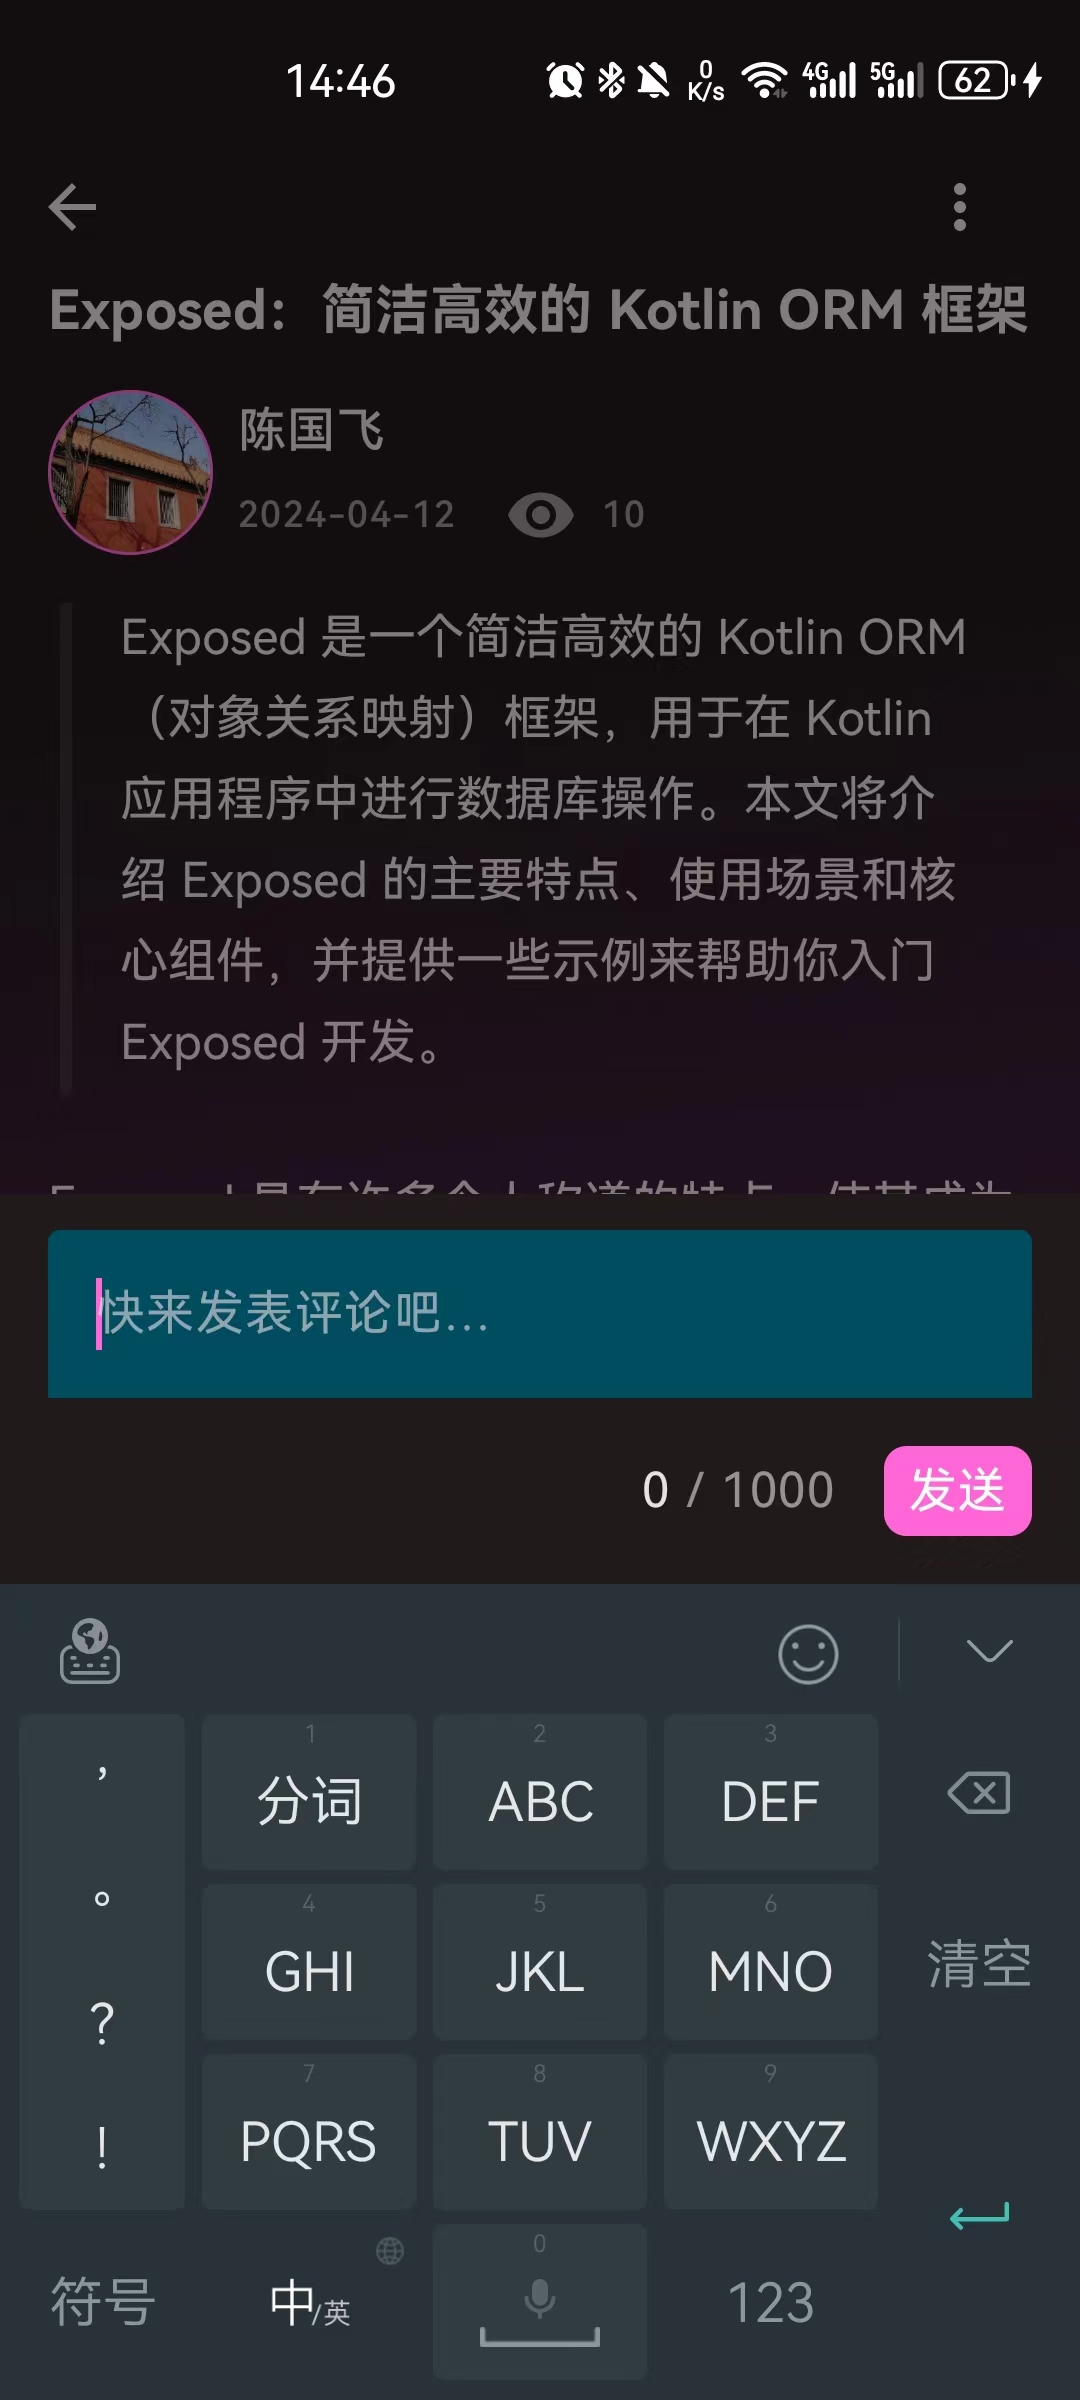 14:46
0 K/s 4G 5G 62
Exposed：简洁高效的 Kotlin ORM 框架
陈国飞
2024-04-12 10
Exposed 是一个简洁高效的 Kotlin ORM
（对象关系映射）框架，用于在 Kotlin
应用程序中进行数据库操作。本文将介
绍 Exposed 的主要特点、使用场景和核
心组件，并提供一些示例来帮助你入门
Exposed 开发。
快来发表评论吧...
0 / 1000 发送
, 1 分词 2 ABC 3 DEF
。 4 GHI 5 JKL 6 MNO 清空
?
! 7 PQRS 8 TUV 9 WXYZ
符号 中/英 0 123